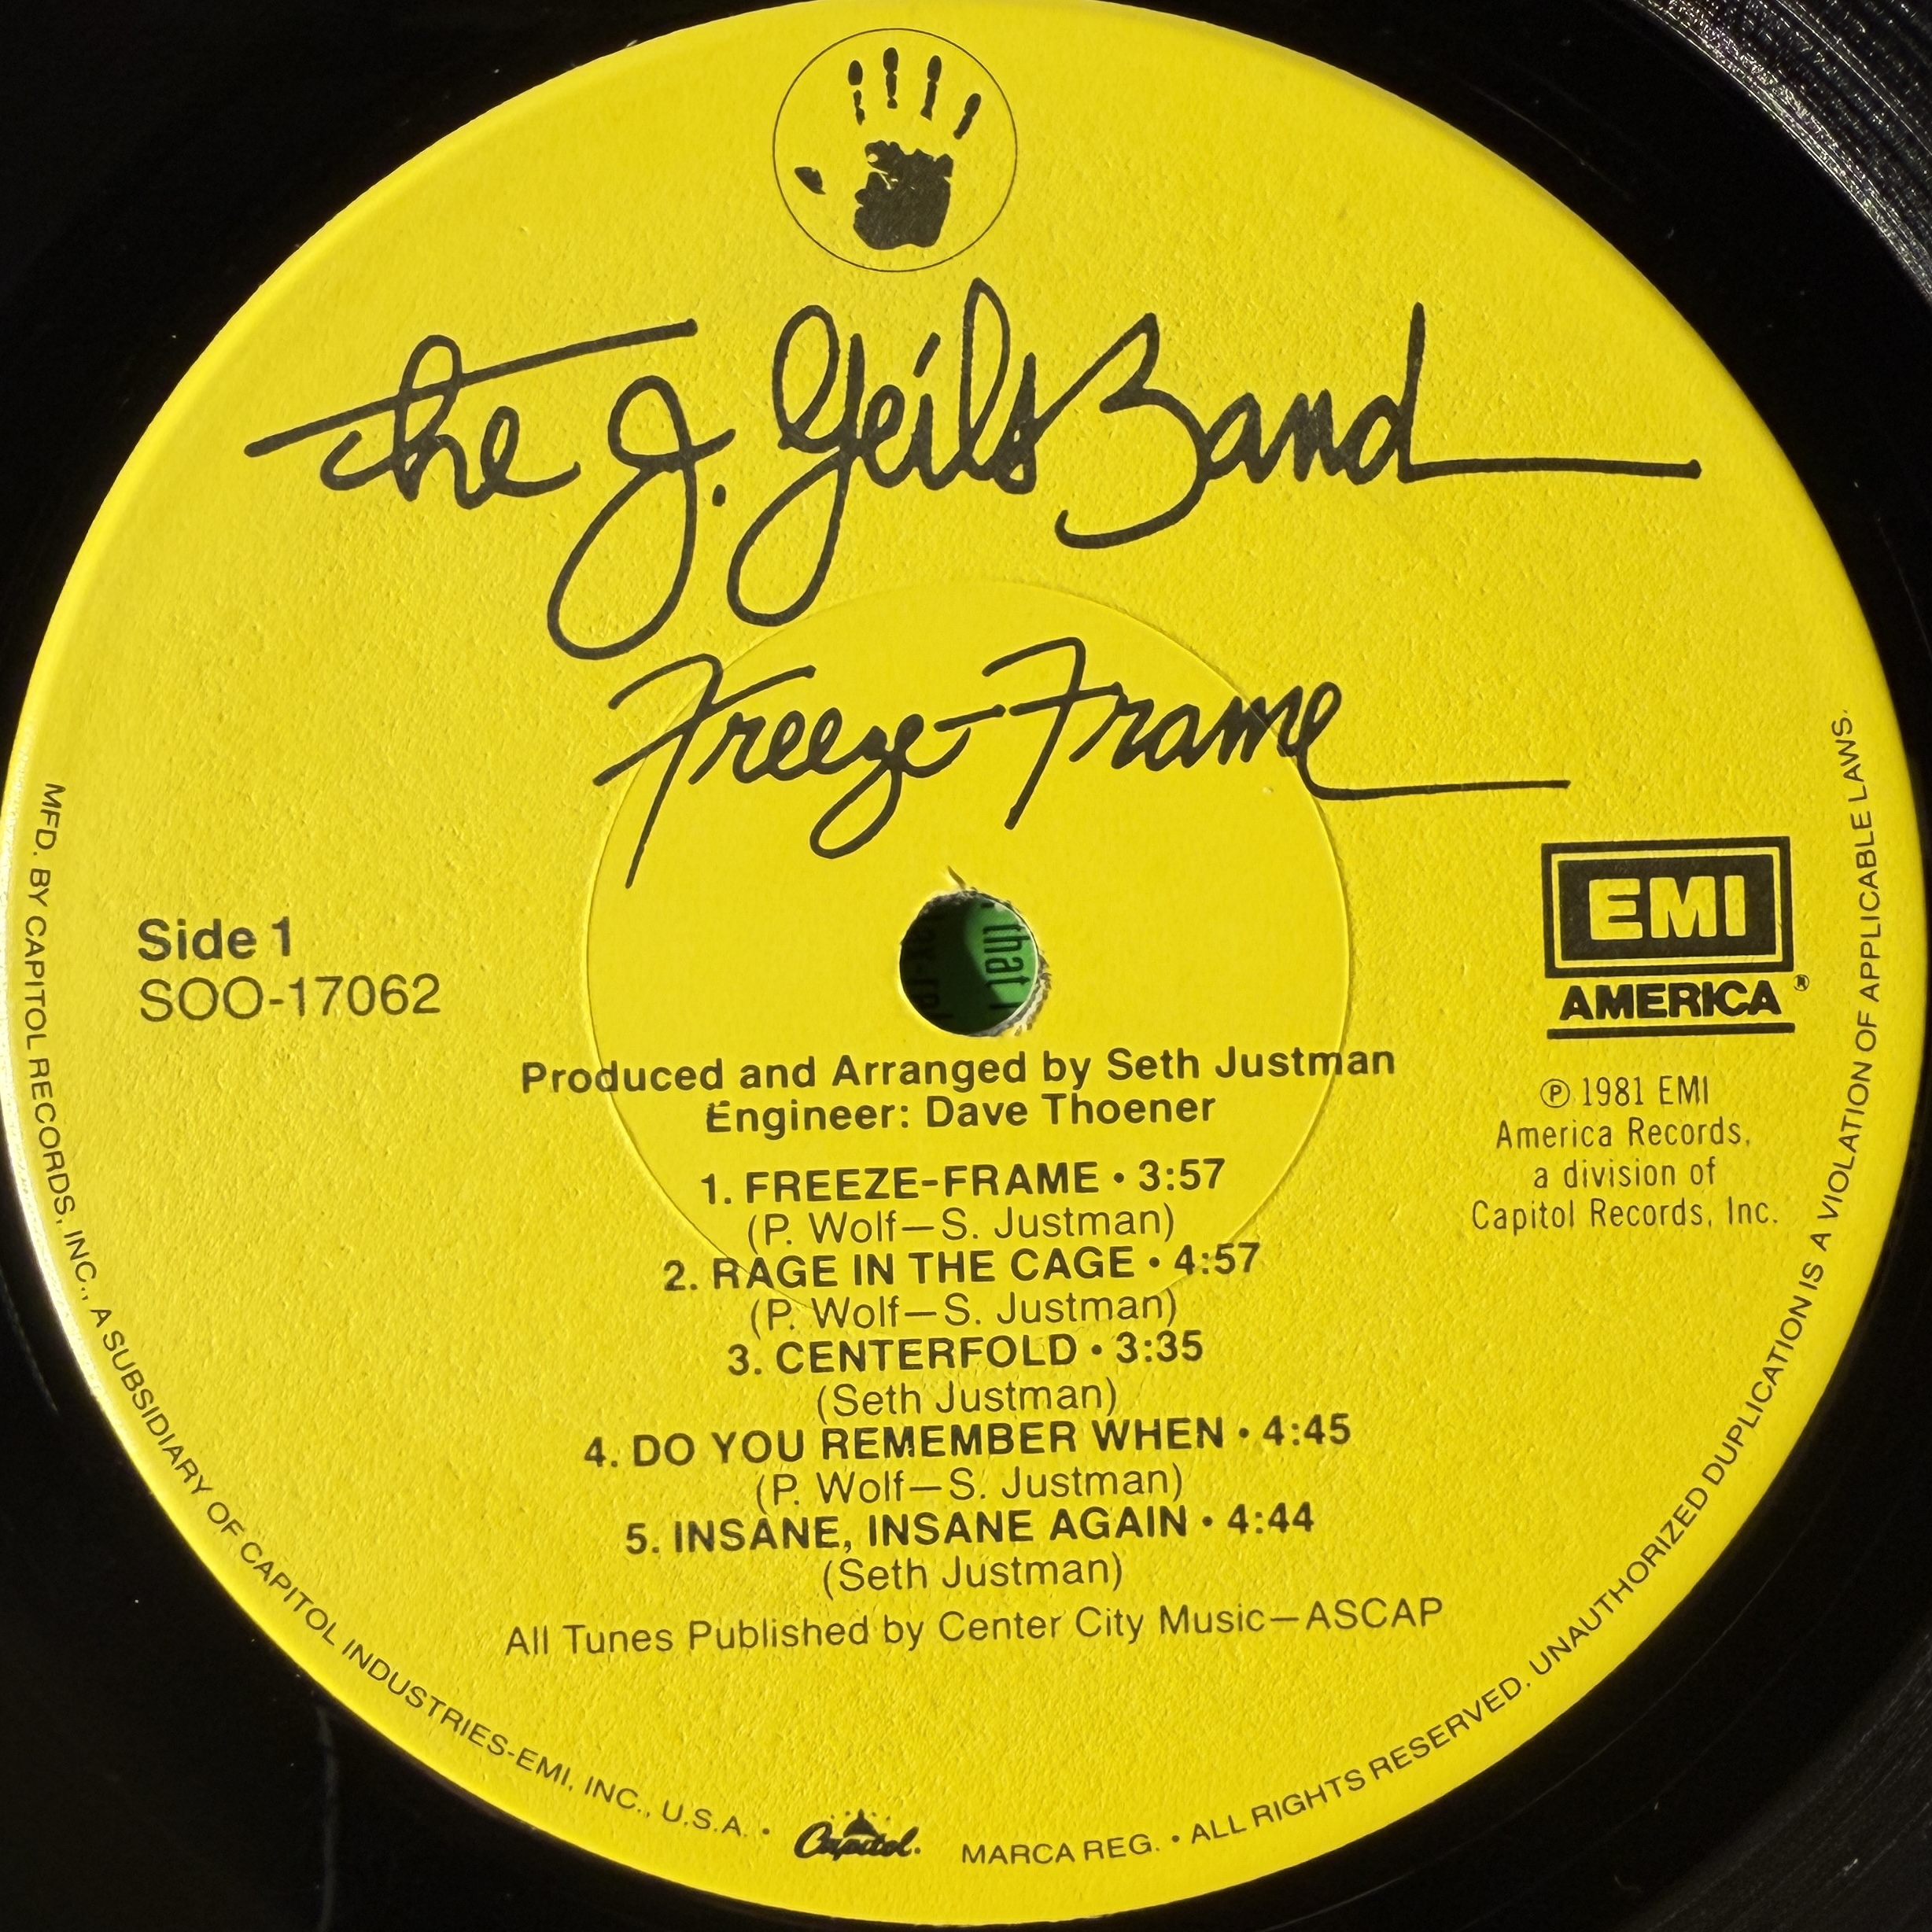 the J. Geils Band
Freeze-Frame
Side 1
SOO-17062
that
EMI
AMERICA®
℗ 1981 EMI
America Records,
a division of
Capitol Records, Inc.
Produced and Arranged by Seth Justman
Engineer: Dave Thoener
1. FREEZE-FRAME • 3:57
(P. Wolf—S. Justman)
2. RAGE IN THE CAGE • 4:57
(P. Wolf—S. Justman)
3. CENTERFOLD • 3:35
(Seth Justman)
4. DO YOU REMEMBER WHEN • 4:45
(P. Wolf—S. Justman)
5. INSANE, INSANE AGAIN • 4:44
(Seth Justman)
All Tunes Published by Center City Music—ASCAP
MFD. BY CAPITOL RECORDS, INC., A SUBSIDIARY OF CAPITOL INDUSTRIES-EMI, INC., U.S.A. • Capitol. MARCA REG. • ALL RIGHTS RESERVED. UNAUTHORIZED DUPLICATION IS A VIOLATION OF APPLICABLE LAWS.